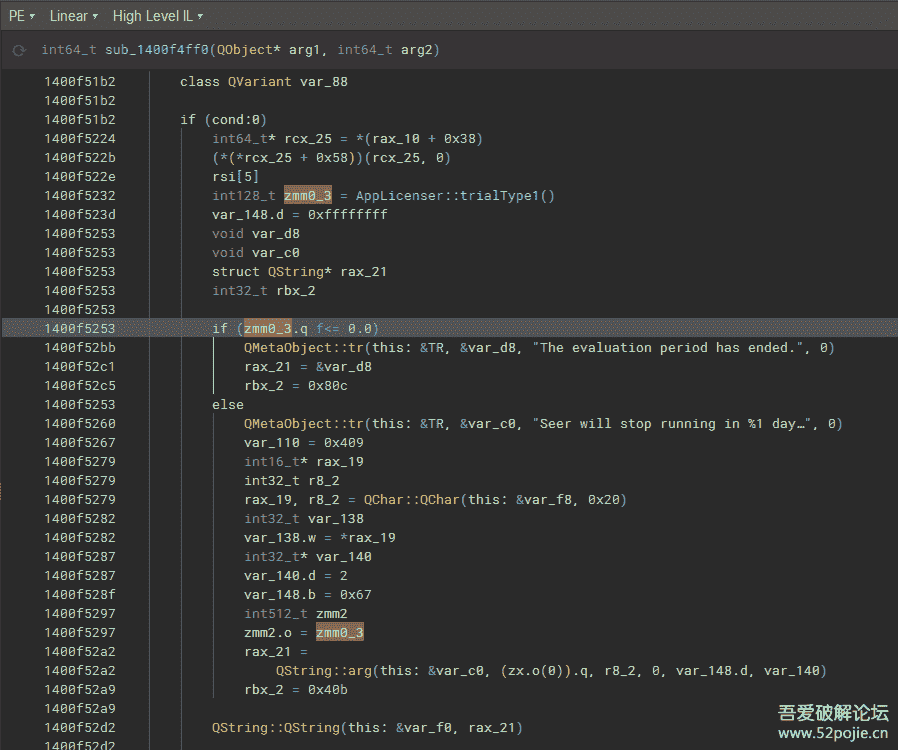 PE ▾ Linear ▾ High Level IL ▾
int64_t sub_1400f4ff0(QObject* arg1, int64_t arg2)
1400f51b2 class QVariant var_88
1400f51b2
1400f51b2 if (cond:0)
1400f5224 int64_t* rcx_25 = *(rax_10 + 0x38)
1400f522b (*(*rcx_25 + 0x58))(rcx_25, 0)
1400f522e rsi[5]
1400f5232 int128_t zmm0_3 = AppLicenser::trialType1()
1400f523d var_148.d = 0xffffffff
1400f5253 void var_d8
1400f5253 void var_c0
1400f5253 struct QString* rax_21
1400f5253 int32_t rbx_2
1400f5253
1400f5253 if (zmm0_3.q f<= 0.0)
1400f52bb QMetaObject::tr(this: &TR, &var_d8, "The evaluation period has ended.", 0)
1400f52c1 rax_21 = &var_d8
1400f52c5 rbx_2 = 0x80c
1400f5253 else
1400f5260 QMetaObject::tr(this: &TR, &var_c0, "Seer will stop running in %1 day…", 0)
1400f5267 var_110 = 0x409
1400f5279 int16_t* rax_19
1400f5279 int32_t r8_2
1400f5279 rax_19, r8_2 = QChar::QChar(this: &var_f8, 0x20)
1400f5282 int32_t var_138
1400f5282 var_138.w = *rax_19
1400f5287 int32_t* var_140
1400f5287 var_140.d = 2
1400f528f var_148.b = 0x67
1400f5297 int512_t zmm2
1400f5297 zmm2.o = zmm0_3
1400f52a2 rax_21 =
1400f52a2 QString::arg(this: &var_c0, (zx.o(0)).q, r8_2, 0, var_148.d, var_140)
1400f52a9 rbx_2 = 0x40b
1400f52a9
1400f52d2 QString::QString(this: &var_f0, rax_21)
1400f52d2
吾爱破解论坛
www.52pojie.cn